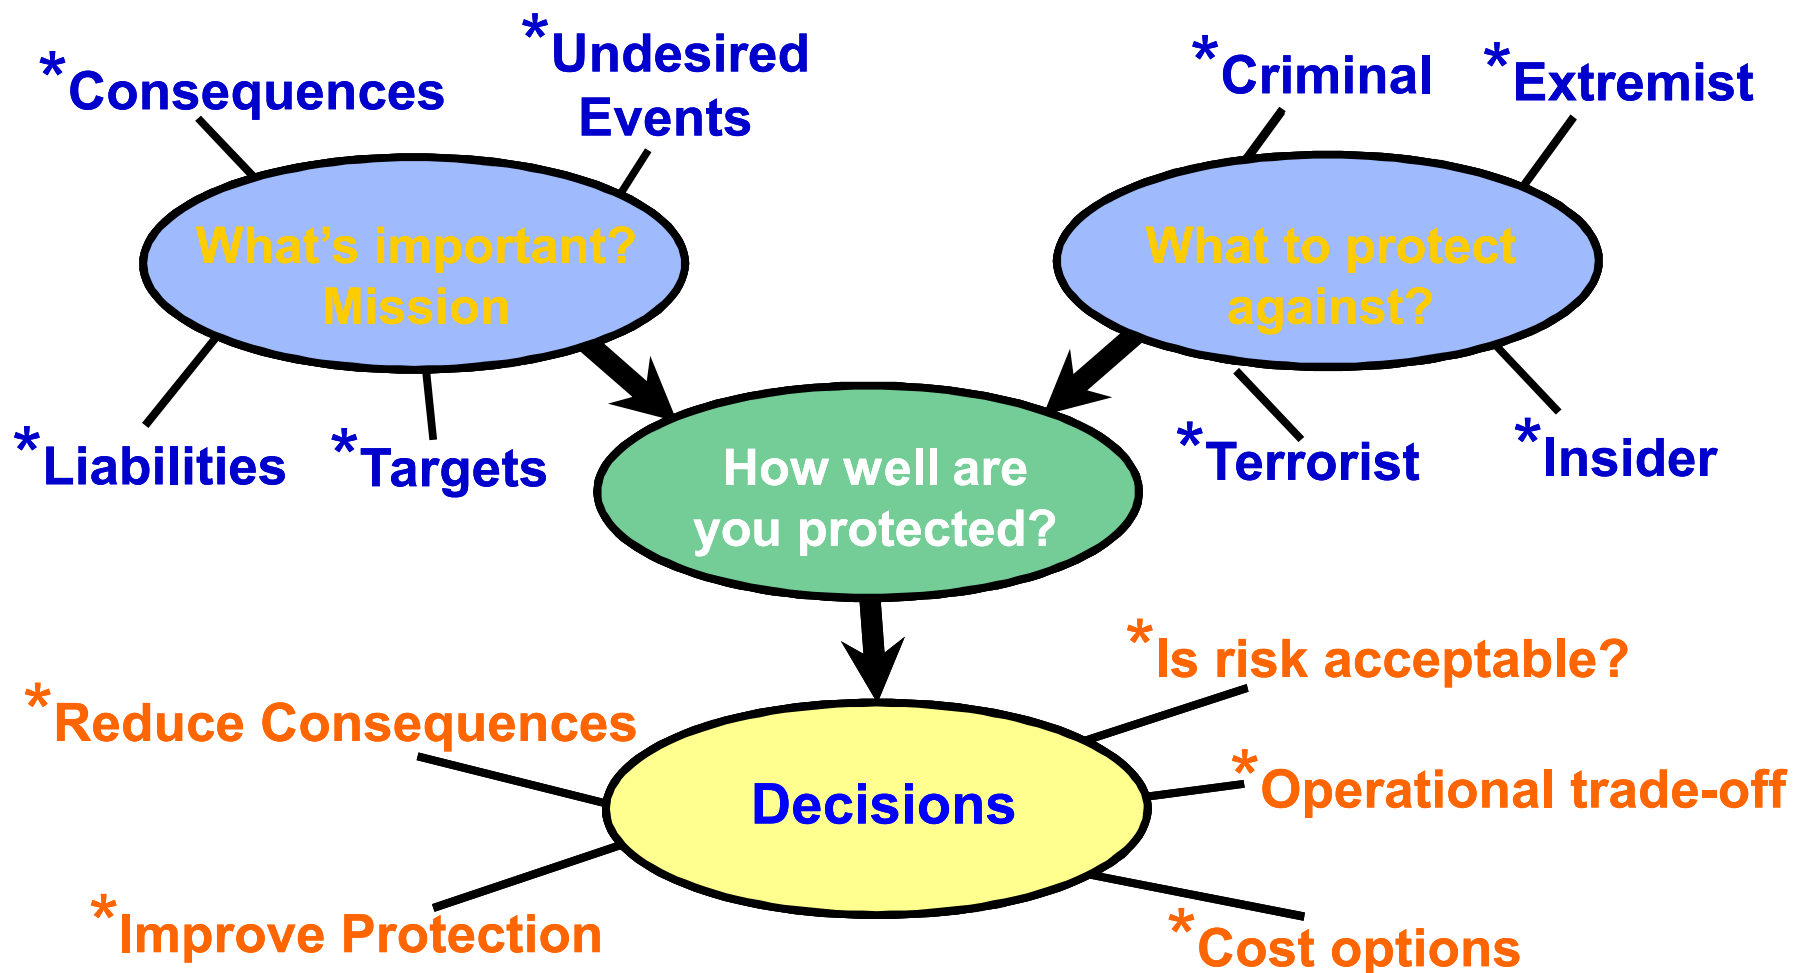 *Consequences
*Undesired
Events
*Criminal
*Extremist
What’s important?
Mission
What to protect
against?
*Liabilities
*Targets
*Terrorist
*Insider
How well are
you protected?
*Is risk acceptable?
*Reduce Consequences
*Operational trade-off
Decisions
*Improve Protection
*Cost options